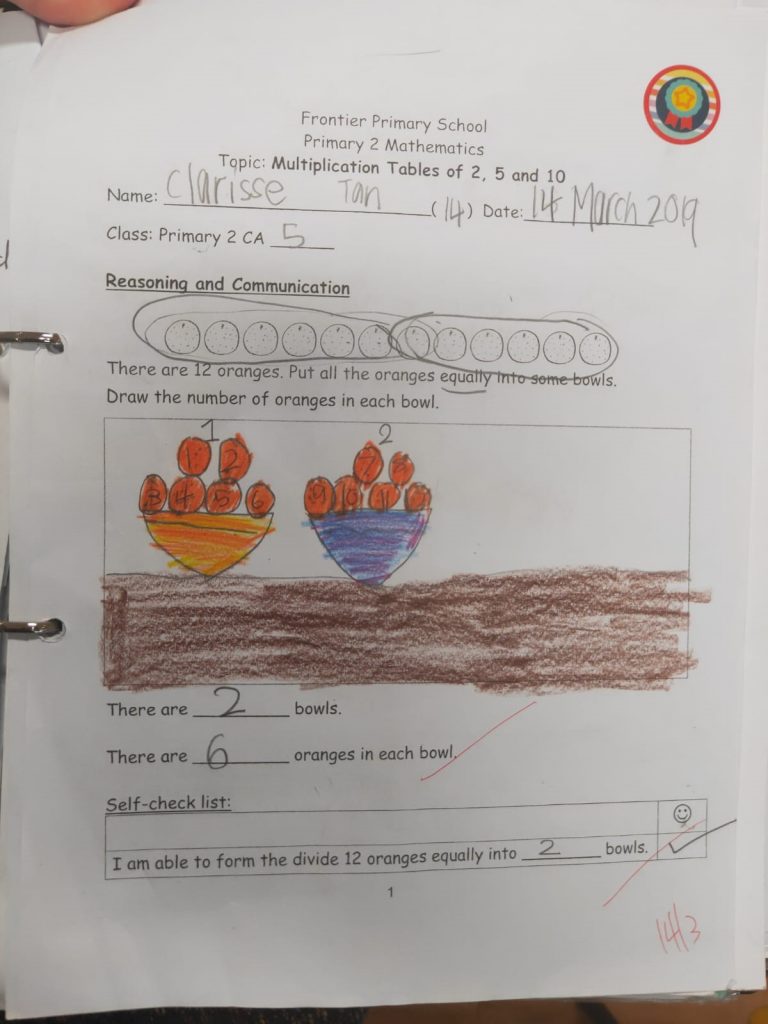 Frontier Primary School
Primary 2 Mathematics
Topic: Multiplication Tables of 2, 5 and 10
Name: Clarisse Tan (14) Date: 14 March 2019
Class: Primary 2 CA 5
Reasoning and Communication
There are 12 oranges. Put all the oranges equally into some bowls.
Draw the number of oranges in each bowl.
1 2
1 2 7 8
3 4 5 6 9 10 11
There are 2 bowls.
There are 6 oranges in each bowl.
Self-check list:
I am able to form the divide 12 oranges equally into 2 bowls.
1
14/3